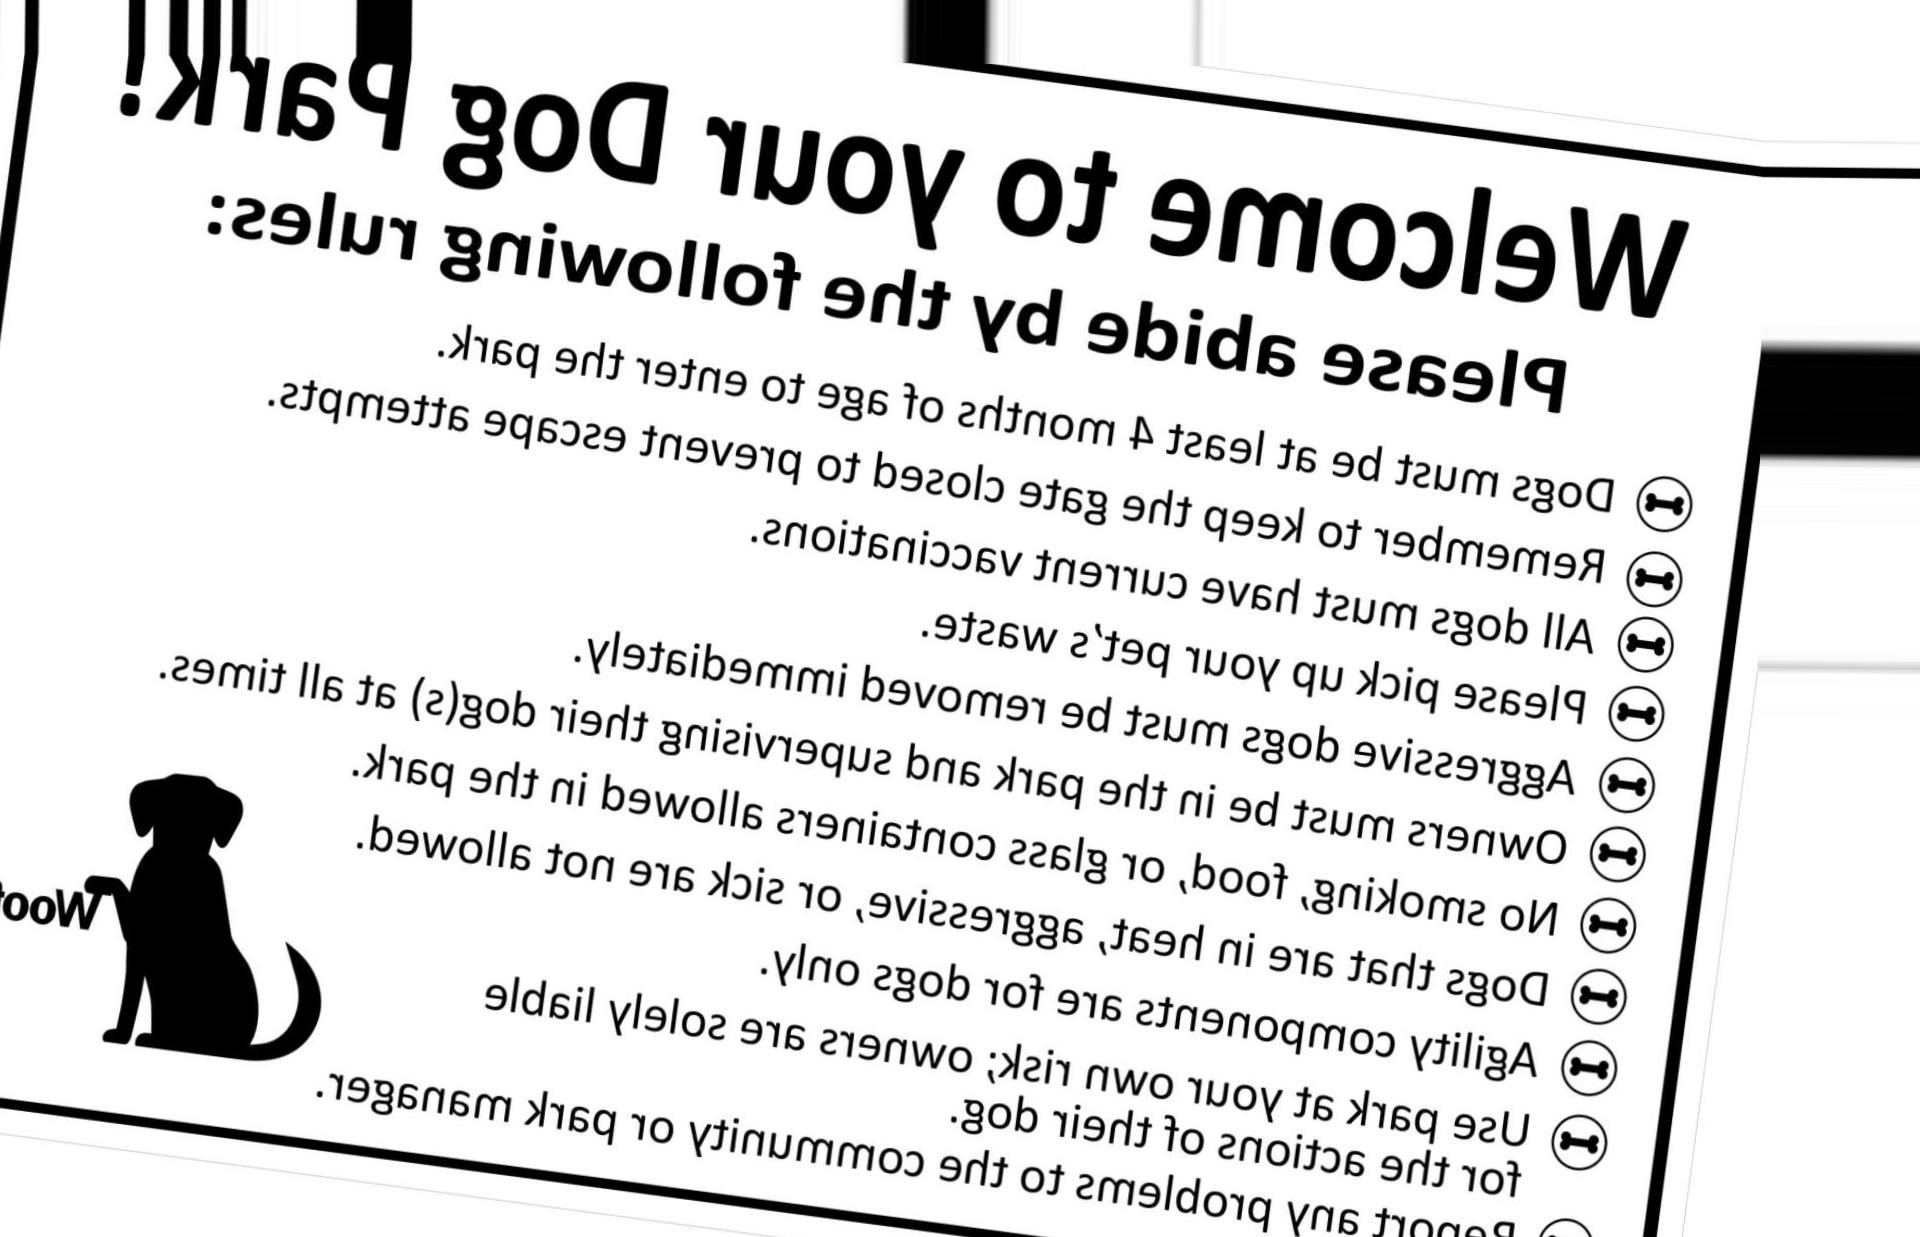 Welcome to your Dog Park!
Please abide by the following rules:
Dogs must be at least 4 months of age to enter the park.
Remember to keep the gate closed to prevent escape attempts.
All dogs must have current vaccinations.
Please pick up your pet's waste.
Aggressive dogs must be removed immediately.
Owners must be in the park and supervising their dog(s) at all times.
No smoking, food, or glass containers allowed in the park.
Dogs that are in heat, aggressive, or sick are not allowed.
Agility components are for dogs only.
Use park at your own risk; owners are solely liable
for the actions of their dog.
Report any problems to the community or park manager.